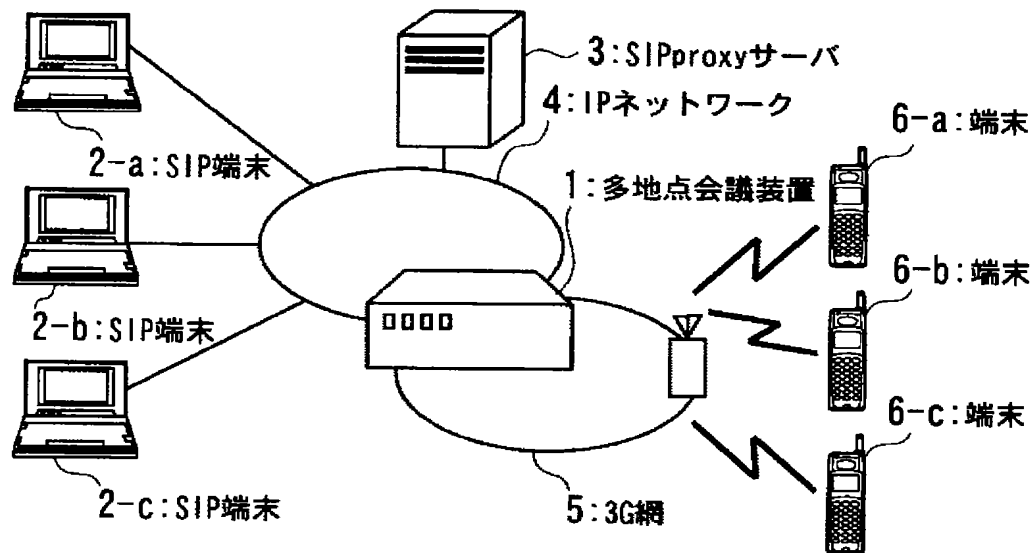 3:SIPproxyサーバ
4:IPネットワーク
6-a:端末
2-a:SIP端末
1:多地点会議装置
6-b:端末
2-b:SIP端末
6-c:端末
2-c:SIP端末
5:3G網